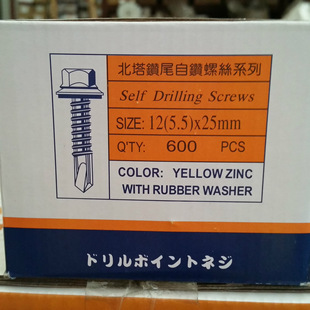 北塔鑽尾自鑽螺絲系列
Self Drilling Screws
SIZE: 12(5.5)x25mm
Q'TY: 600 PCS
COLOR: YELLOW ZINC
WITH RUBBER WASHER
ドリルポイントネジ